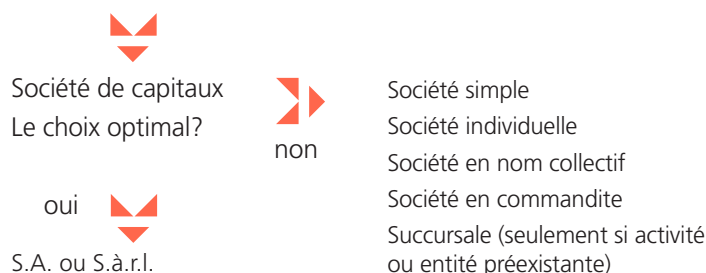 Société de capitaux
Le choix optimal?
non
Société simple
Société individuelle
Société en nom collectif
Société en commandite
Succursale (seulement si activité
ou entité préexistante)
oui
S.A. ou S.à.r.l.